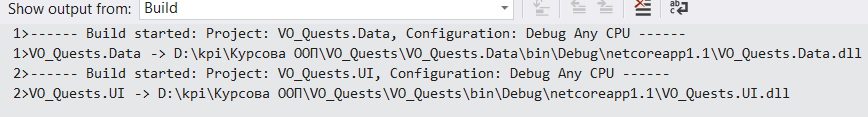 Show output from: Build
1>------ Build started: Project: VO_Quests.Data, Configuration: Debug Any CPU ------
1>VO_Quests.Data -> D:\kpi\Курсова ООП\VO_Quests\VO_Quests.Data\bin\Debug\netcoreapp1.1\VO_Quests.Data.dll
2>------ Build started: Project: VO_Quests.UI, Configuration: Debug Any CPU ------
2>VO_Quests.UI -> D:\kpi\Курсова ООП\VO_Quests\VO_Quests\bin\Debug\netcoreapp1.1\VO_Quests.UI.dll